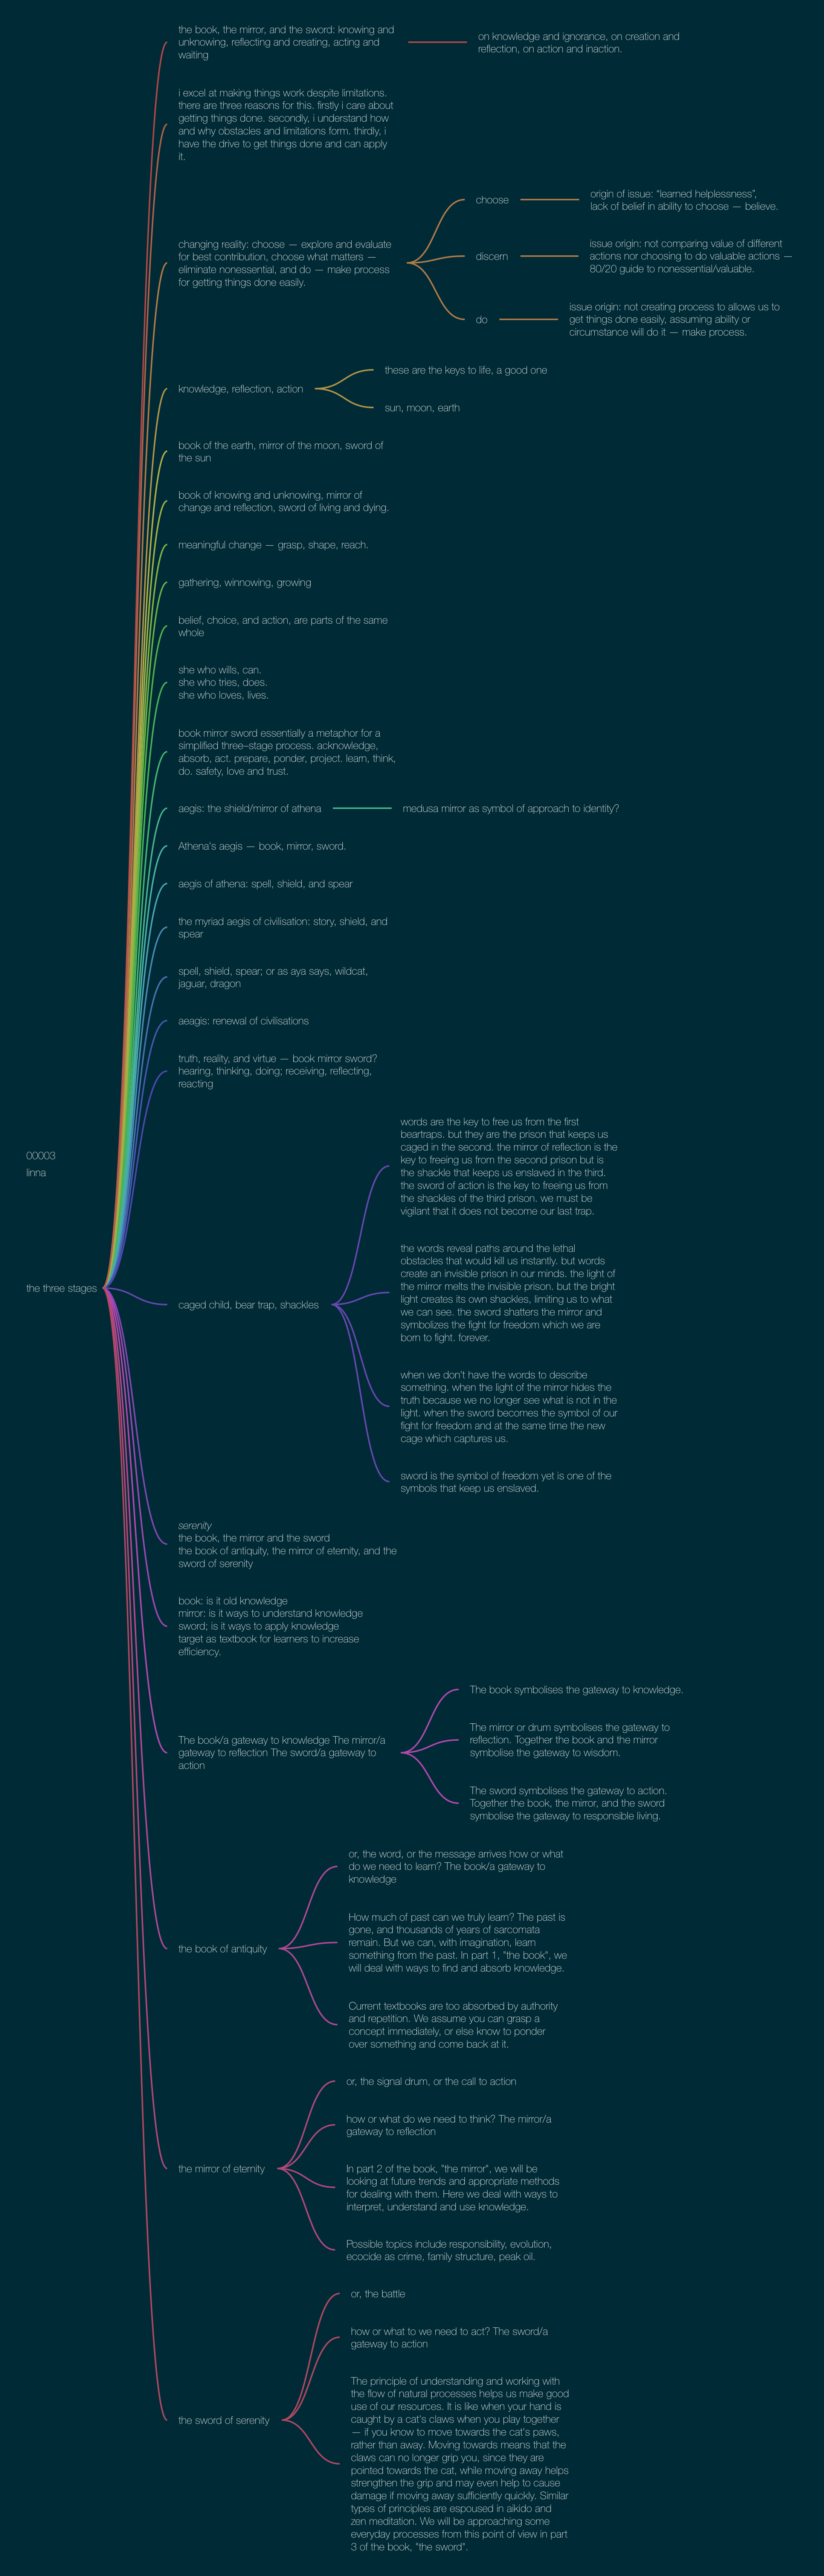 the book, the mirror, and the sword: knowing and
unknowing, reflecting and creating, acting and
waiting
on knowledge and ignorance, on creation and
reflection, on action and inaction.
i excel at making things work despite limitations.
there are three reasons for this. firstly i care about
getting things done. secondly, i understand how
and why obstacles and limitations form. thirdly, i
have the drive to get things done and can apply
it.
changing reality: choose — explore and evaluate
for best contribution, choose what matters —
eliminate nonessential, and do — make process
for getting things done easily.
choose
origin of issue: "learned helplessness",
lack of belief in ability to choose — believe.
discern
issue origin: not comparing value of different
actions nor choosing to do valuable actions —
80/20 guide to nonessential/valuable.
do
issue origin: not creating process to allows us to
get things done easily, assuming ability or
circumstance will do it — make process.
knowledge, reflection, action
these are the keys to life, a good one
sun, moon, earth
book of the earth, mirror of the moon, sword of
the sun
book of knowing and unknowing, mirror of
change and reflection, sword of living and dying.
meaningful change — grasp, shape, reach.
gathering, winnowing, growing
belief, choice, and action, are parts of the same
whole
she who wills, can.
she who tries, does.
she who loves, lives.
book mirror sword essentially a metaphor for a
simplified three–stage process. acknowledge,
absorb, act. prepare, ponder, project. learn, think,
do. safety, love and trust.
aegis: the shield/mirror of athena
medusa mirror as symbol of approach to identity?
Athena's aegis — book, mirror, sword.
aegis of athena: spell, shield, and spear
the myriad aegis of civilisation: story, shield, and
spear
spell, shield, spear; or as aya says, wildcat,
jaguar, dragon
aeagis: renewal of civilisations
truth, reality, and virtue — book mirror sword?
hearing, thinking, doing; receiving, reflecting,
reacting
00003
linna
the three stages
caged child, bear trap, shackles
words are the key to free us from the first
beartraps. but they are the prison that keeps us
caged in the second. the mirror of reflection is the
key to freeing us from the second prison but is
the shackle that keeps us enslaved in the third.
the sword of action is the key to freeing us from
the shackles of the third prison. we must be
vigilant that it does not become our last trap.
the words reveal paths around the lethal
obstacles that would kill us instantly. but words
create an invisible prison in our minds. the light of
the mirror melts the invisible prison. but the bright
light creates its own shackles, limiting us to what
we can see. the sword shatters the mirror and
symbolizes the fight for freedom which we are
born to fight. forever.
when we don't have the words to describe
something. when the light of the mirror hides the
truth because we no longer see what is not in the
light. when the sword becomes the symbol of our
fight for freedom and at the same time the new
cage which captures us.
sword is the symbol of freedom yet is one of the
symbols that keep us enslaved.
serenity
the book, the mirror and the sword
the book of antiquity, the mirror of eternity, and the
sword of serenity
book: is it old knowledge
mirror: is it ways to understand knowledge
sword; is it ways to apply knowledge
target as textbook for learners to increase
efficiency.
The book/a gateway to knowledge The mirror/a
gateway to reflection The sword/a gateway to
action
The book symbolises the gateway to knowledge.
The mirror or drum symbolises the gateway to
reflection. Together the book and the mirror
symbolise the gateway to wisdom.
The sword symbolises the gateway to action.
Together the book, the mirror, and the sword
symbolise the gateway to responsible living.
the book of antiquity
or, the word, or the message arrives how or what
do we need to learn? The book/a gateway to
knowledge
How much of past can we truly learn? The past is
gone, and thousands of years of sarcomata
remain. But we can, with imagination, learn
something from the past. In part 1, "the book", we
will deal with ways to find and absorb knowledge.
Current textbooks are too absorbed by authority
and repetition. We assume you can grasp a
concept immediately, or else know to ponder
over something and come back at it.
the mirror of eternity
or, the signal drum, or the call to action
how or what do we need to think? The mirror/a
gateway to reflection
In part 2 of the book, "the mirror", we will be
looking at future trends and appropriate methods
for dealing with them. Here we deal with ways to
interpret, understand and use knowledge.
Possible topics include responsibility, evolution,
ecocide as crime, family structure, peak oil.
the sword of serenity
or, the battle
how or what to we need to act? The sword/a
gateway to action
The principle of understanding and working with
the flow of natural processes helps us make good
use of our resources. It is like when your hand is
caught by a cat's claws when you play together
— if you know to move towards the cat's paws,
rather than away. Moving towards means that the
claws can no longer grip you, since they are
pointed towards the cat, while moving away helps
strengthen the grip and may even help to cause
damage if moving away sufficiently quickly. Similar
types of principles are espoused in aikido and
zen meditation. We will be approaching some
everyday processes from this point of view in part
3 of the book, "the sword".